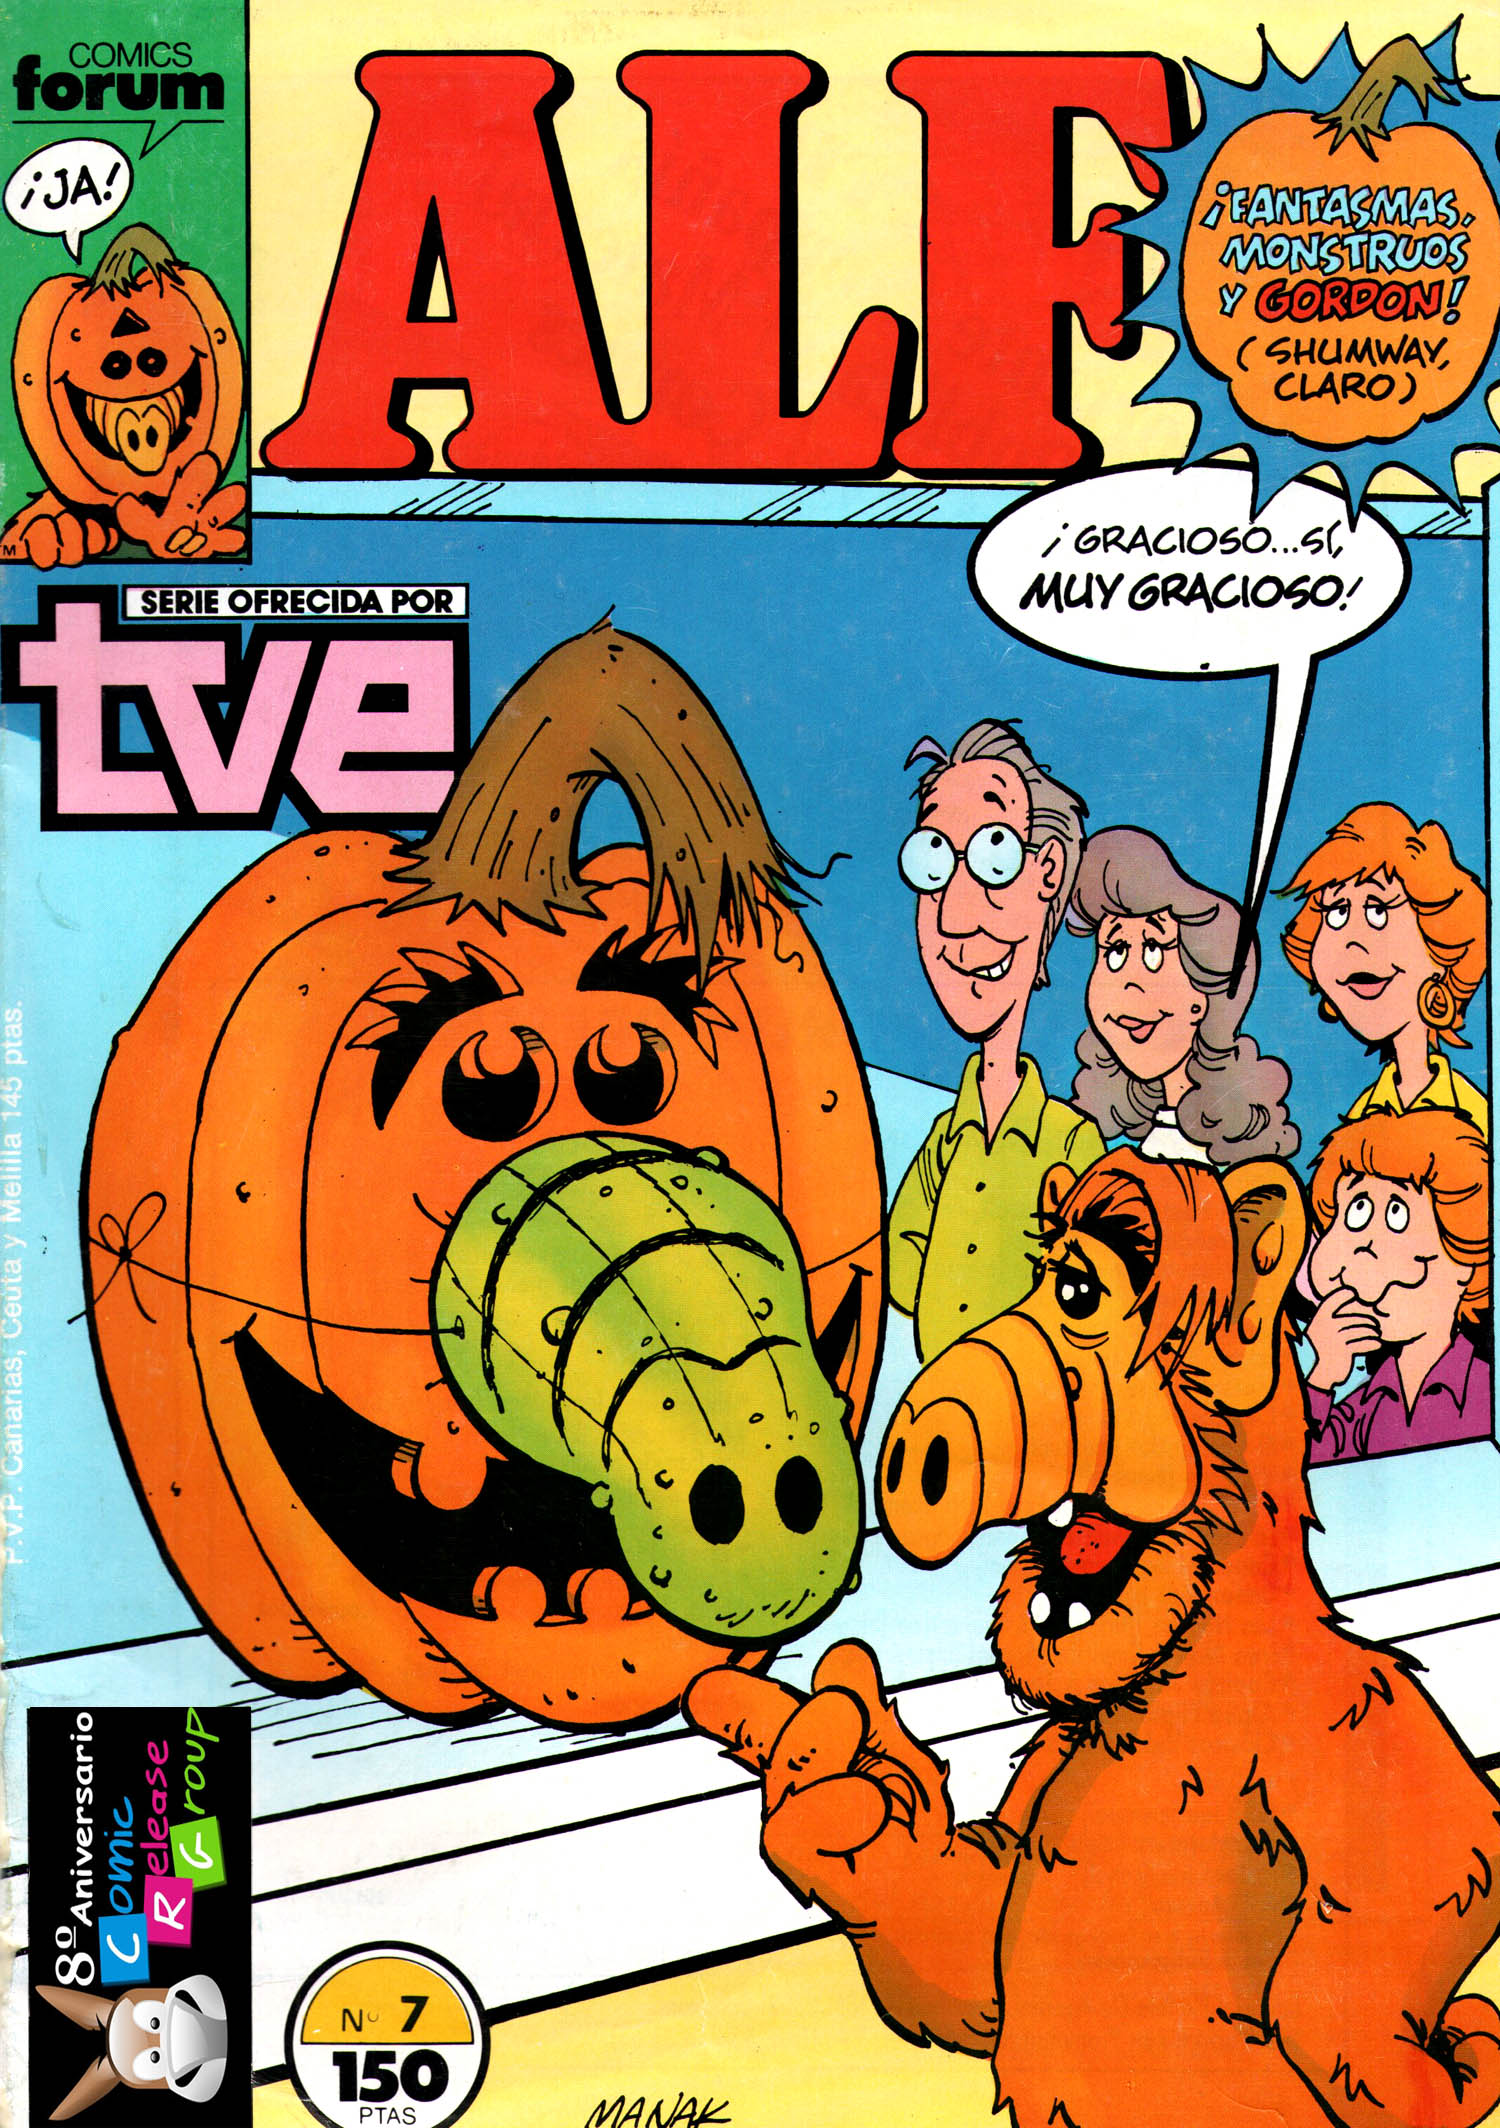 COMICS
forum
¡JA!
TM
ALF
¡FANTASMAS,
MONSTRUOS
Y GORDON!
(SHUMWAY,
CLARO)
SERIE OFRECIDA POR
tve
¡GRACIOSO...SÍ,
MUY GRACIOSO!
P.V.P. Canarias, Ceuta y Melilla 145 ptas.
8º Aniversario
Comic
Release
Group
Nº 7
150
PTAS
MANAK